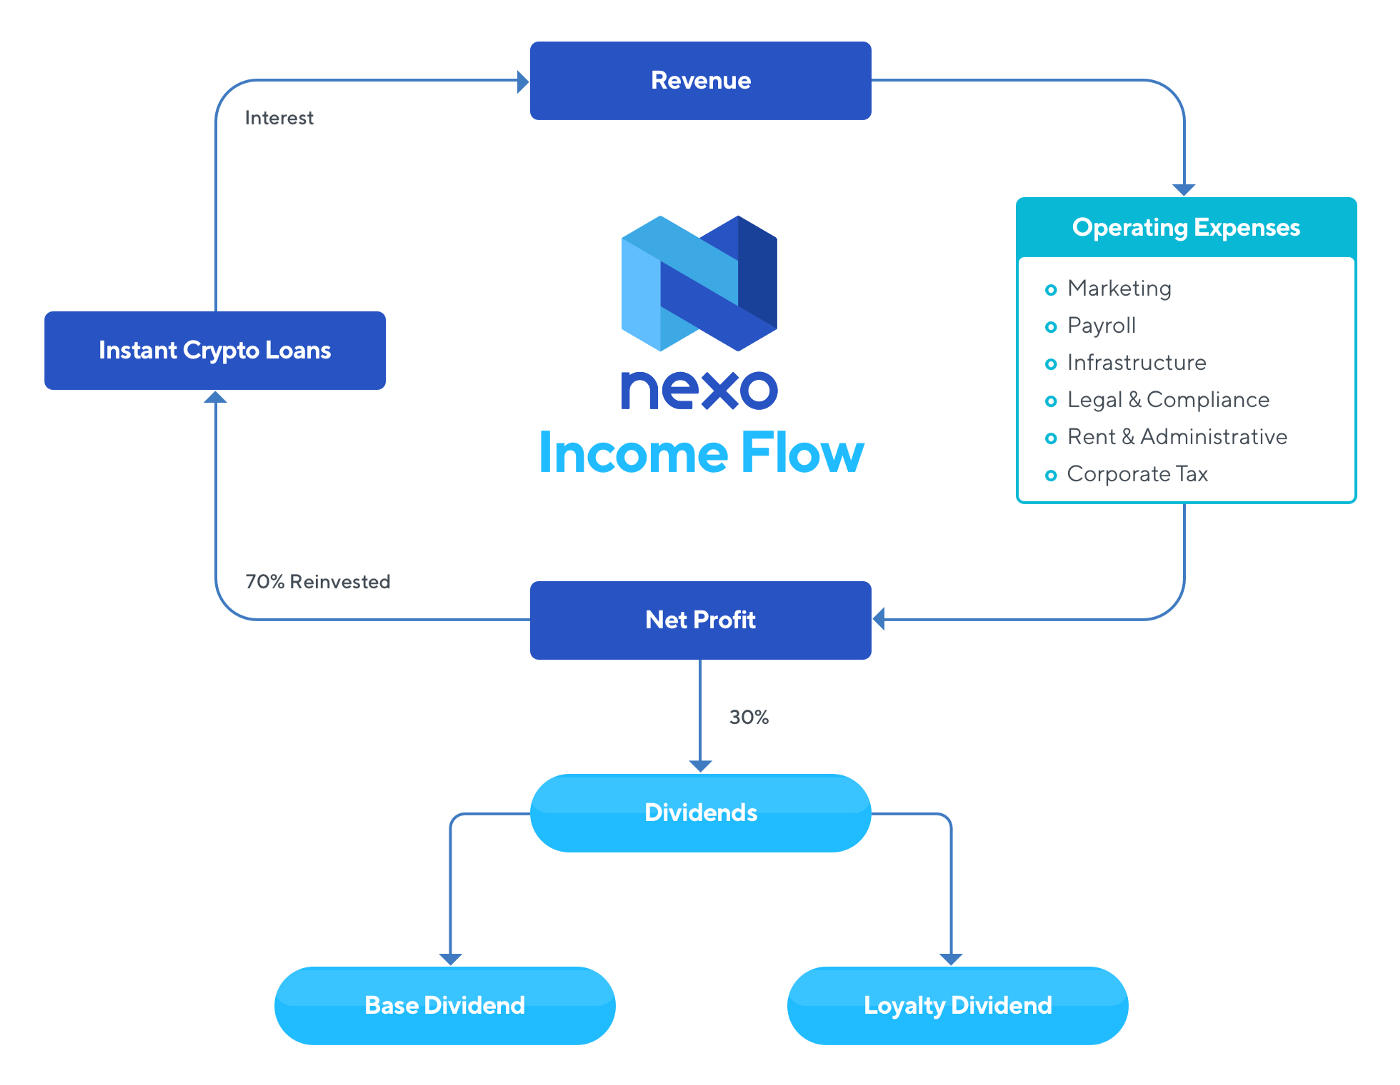 Revenue
Interest
Operating Expenses
Marketing
Payroll
Infrastructure
Legal & Compliance
Rent & Administrative
Corporate Tax
Instant Crypto Loans
nexo
Income Flow
70% Reinvested
Net Profit
30%
Dividends
Base Dividend
Loyalty Dividend